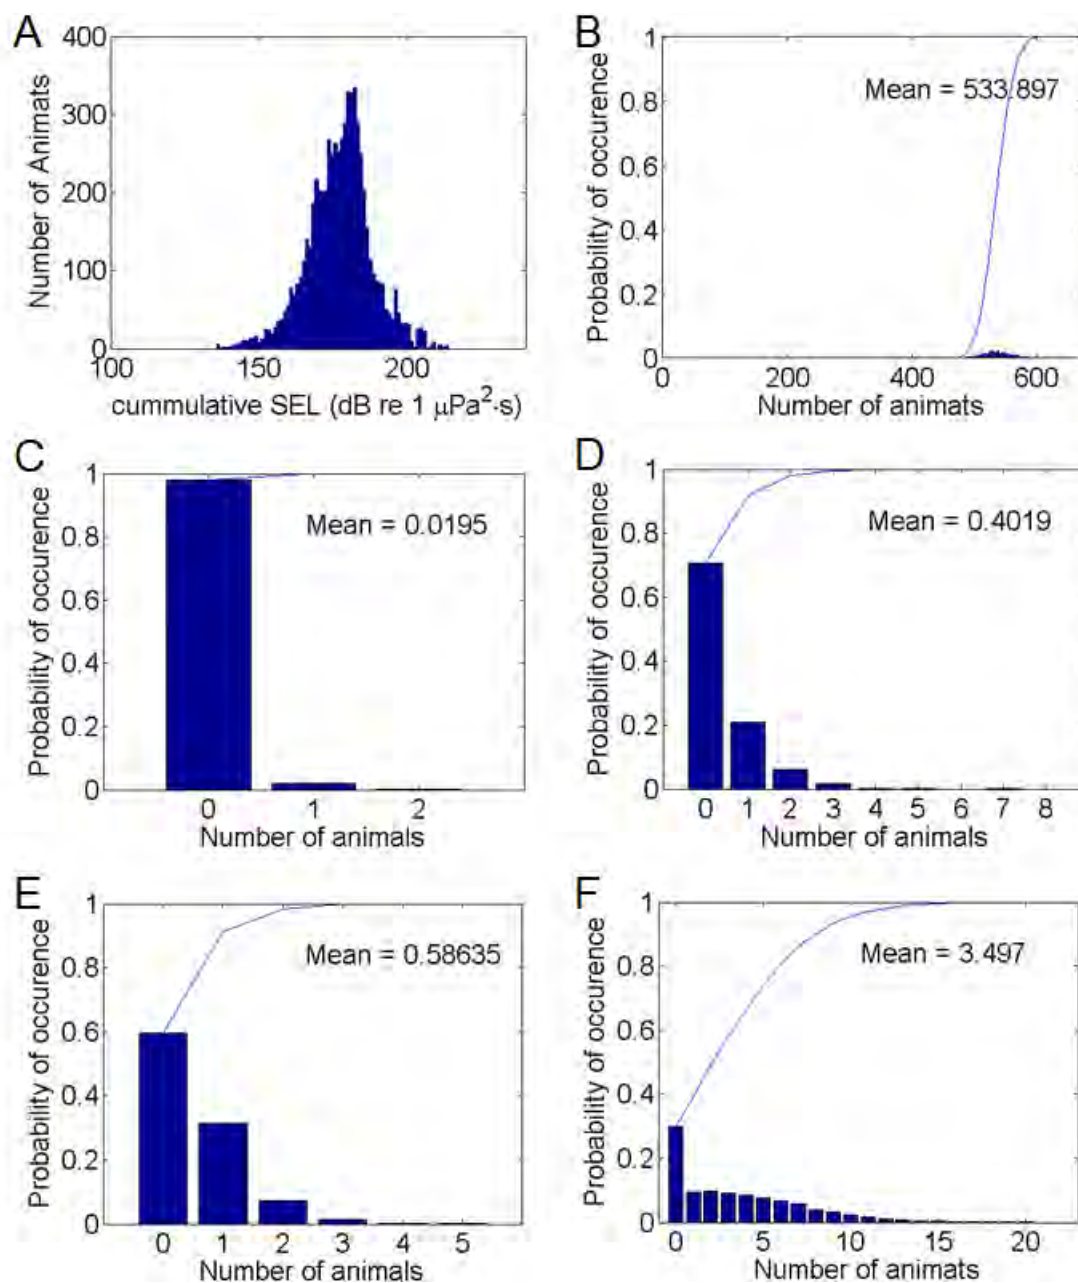 A
400
300
200
100
0
Number of Animats
100 150 200
cummulative SEL (dB re 1 μPa²·s)
B
1
0.8
0.6
0.4
0.2
0
Probability of occurence
Mean = 533.897
0 200 400 600
Number of animats
C
1
0.8
0.6
0.4
0.2
0
Probability of occurence
Mean = 0.0195
0 1 2
Number of animals
D
1
0.8
0.6
0.4
0.2
0
Probability of occurence
Mean = 0.4019
0 1 2 3 4 5 6 7 8
Number of animals
E
1
0.8
0.6
0.4
0.2
0
Probability of occurence
Mean = 0.58635
0 1 2 3 4 5
Number of animals
F
1
0.8
0.6
0.4
0.2
0
Probability of occurence
Mean = 3.497
0 5 10 15 20
Number of animats